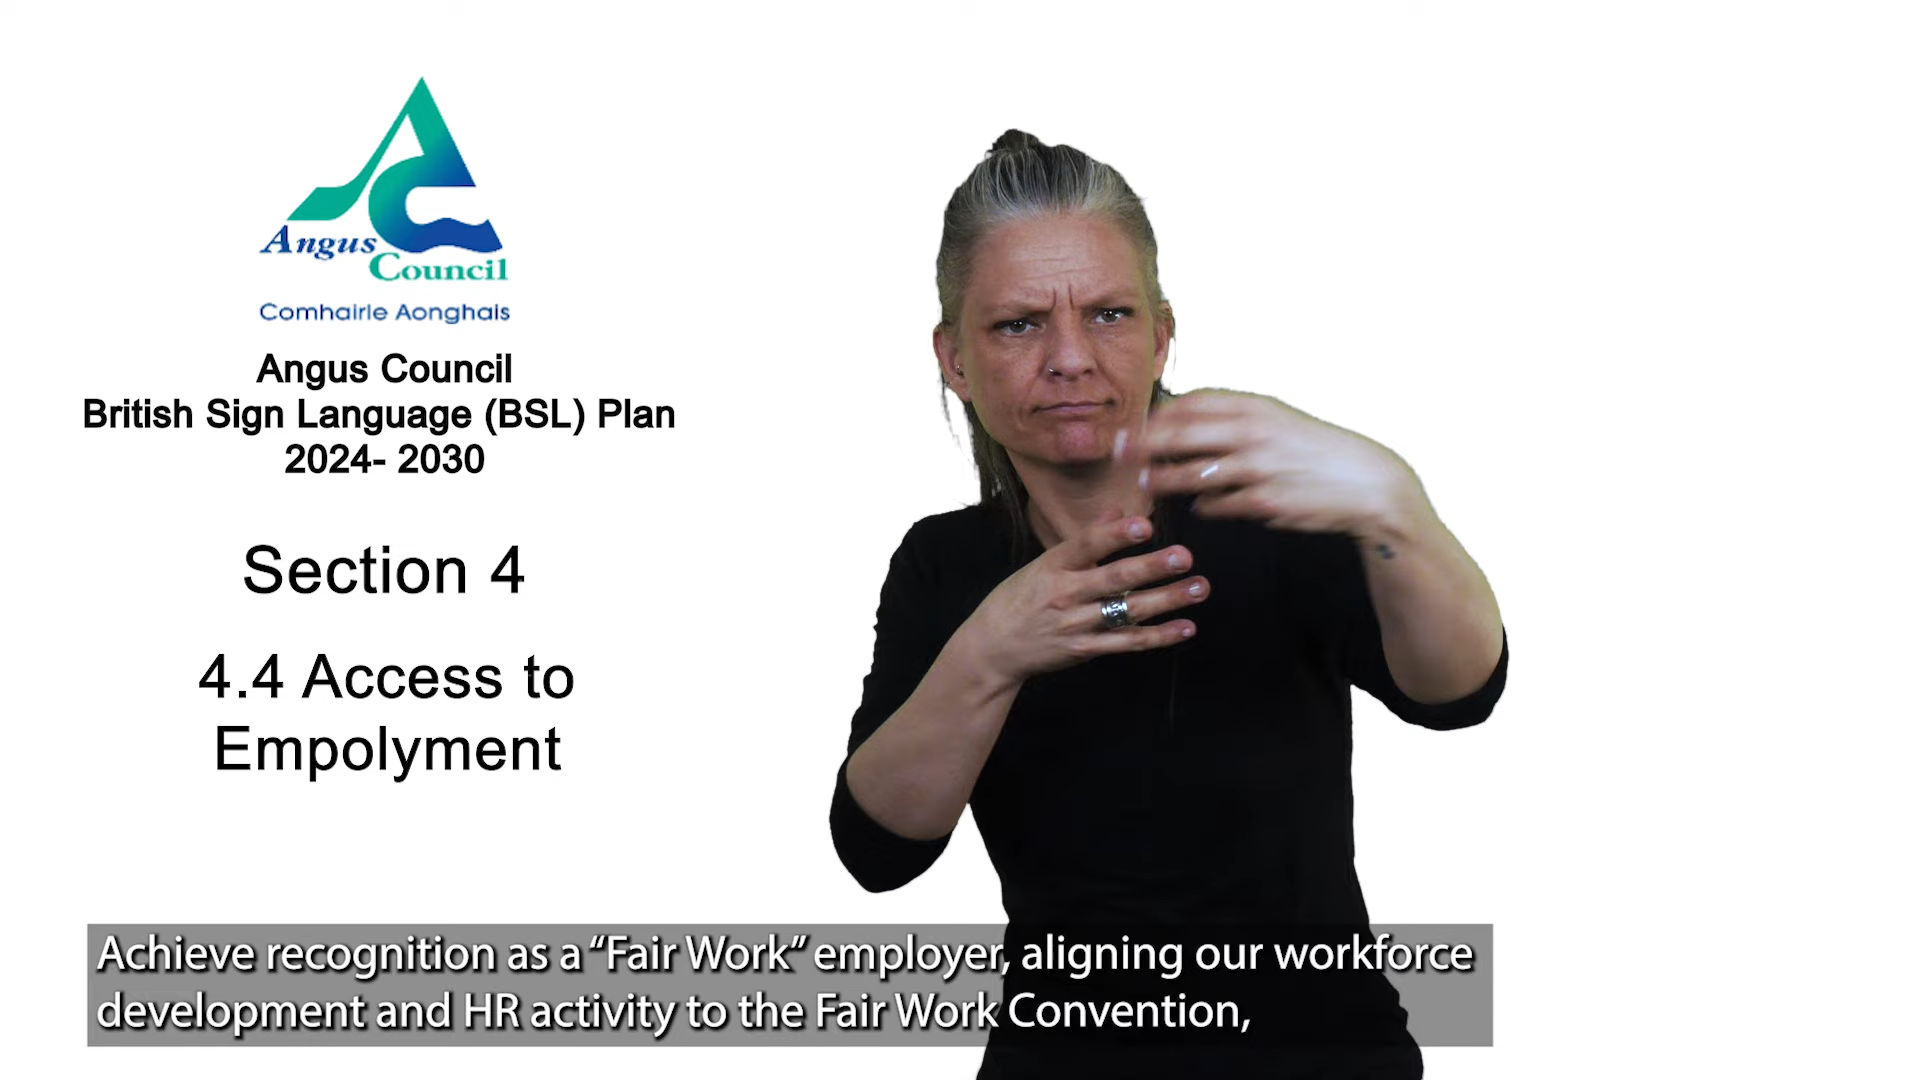 Angus
Council
Comhairle Aonghais
Angus Council
British Sign Language (BSL) Plan
2024- 2030
Section 4
4.4 Access to
Empolyment
Achieve recognition as a “Fair Work” employer, aligning our workforce
development and HR activity to the Fair Work Convention,